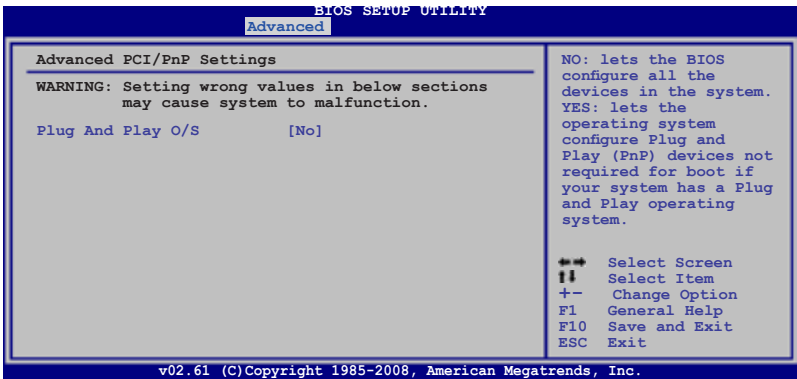 BIOS SETUP UTILITY
Advanced
Advanced PCI/PnP Settings
WARNING: Setting wrong values in below sections
may cause system to malfunction.
Plug And Play O/S [No]
NO: lets the BIOS
configure all the
devices in the system.
YES: lets the
operating system
configure Plug and
Play (PnP) devices not
required for boot if
your system has a Plug
and Play operating
system.
←→ Select Screen
↑↓ Select Item
+- Change Option
F1 General Help
F10 Save and Exit
ESC Exit
v02.61 (C)Copyright 1985-2008, American Megatrends, Inc.